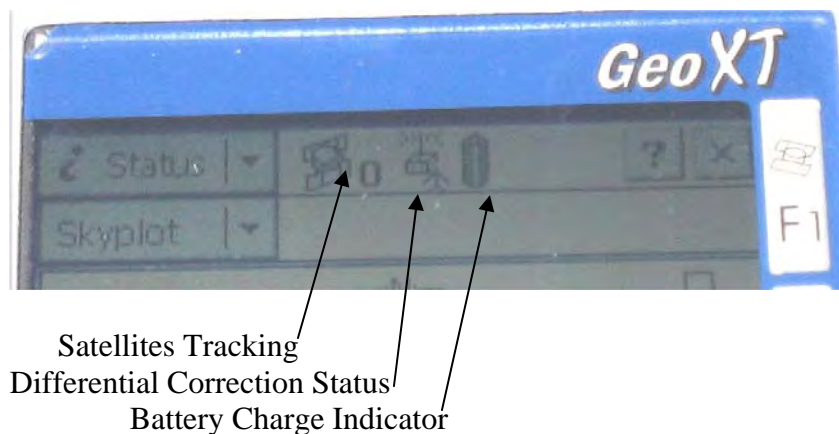 GeoXT
Status
0
?
Skyplot
F1
Satellites Tracking
Differential Correction Status
Battery Charge Indicator